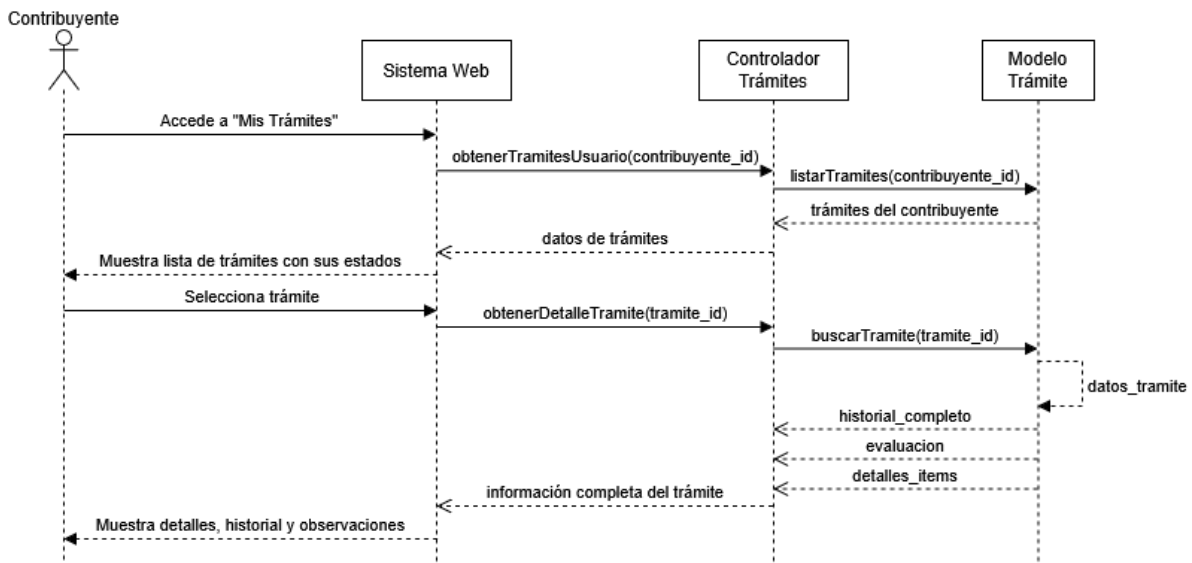 Contribuyente
Sistema Web
Controlador
Trámites
Modelo
Trámite
Accede a "Mis Trámites"
obtenerTramitesUsuario(contribuyente_id)
listarTramites(contribuyente_id)
trámites del contribuyente
datos de trámites
Muestra lista de trámites con sus estados
Selecciona trámite
obtenerDetalleTramite(tramite_id)
buscarTramite(tramite_id)
datos_tramite
historial_completo
evaluacion
detalles_items
información completa del trámite
Muestra detalles, historial y observaciones